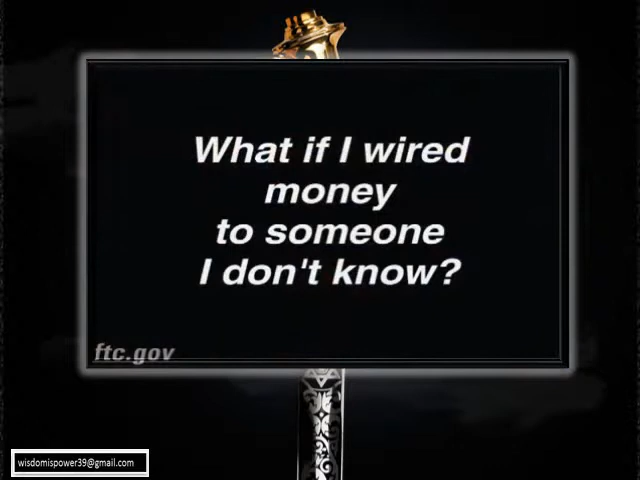 What if I wired
money
to someone
I don't know?
ftc.gov
wisdomispower39@gmail.com